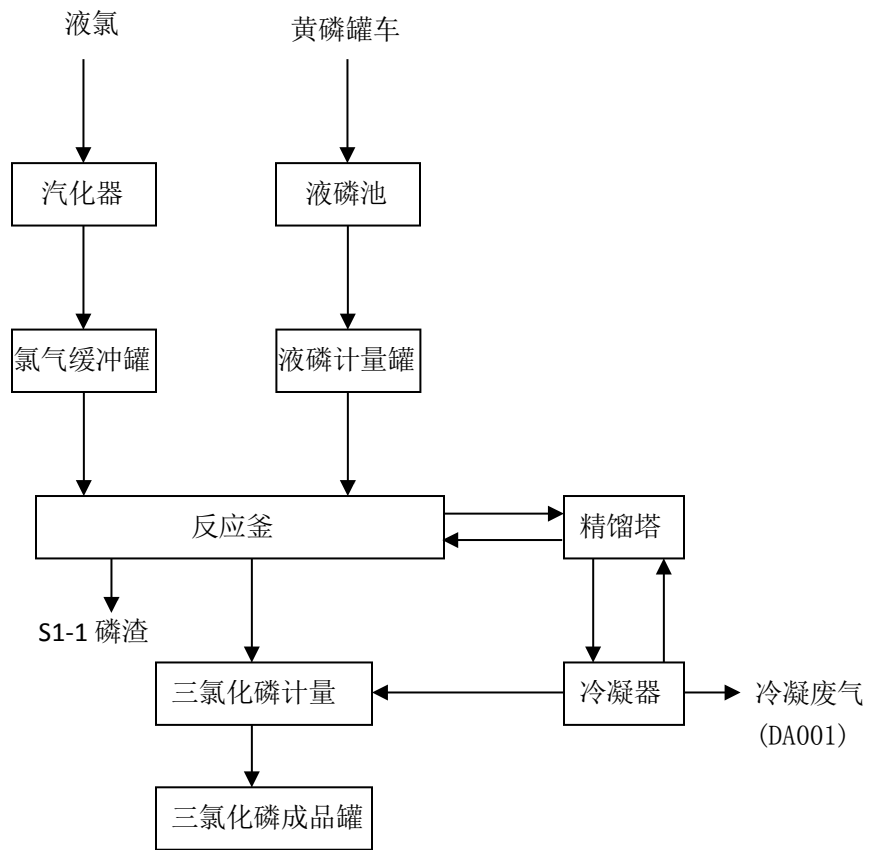 液氯
黄磷罐车
汽化器
液磷池
氯气缓冲罐
液磷计量罐
反应釜
精馏塔
S1-1 磷渣
三氯化磷计量
冷凝器
冷凝废气
(DA001)
三氯化磷成品罐